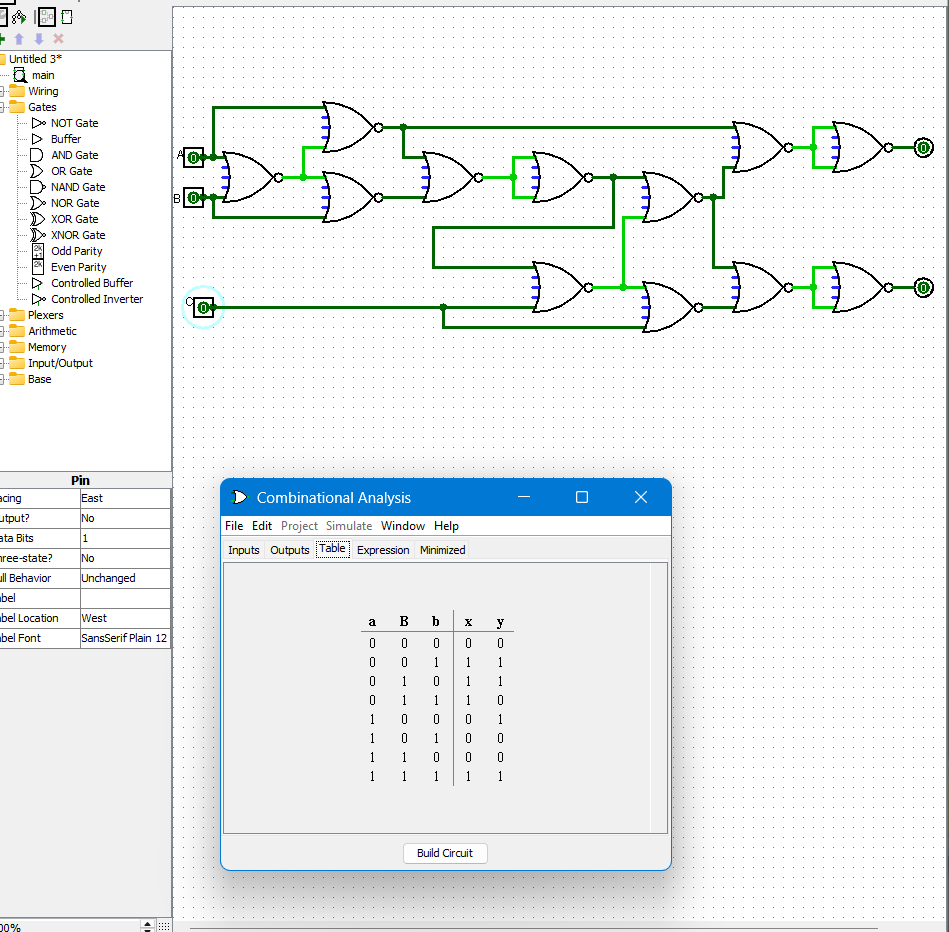 Untitled 3*
main
Wiring
Gates
NOT Gate
Buffer
AND Gate
OR Gate
NAND Gate
NOR Gate
XOR Gate
XNOR Gate
Odd Parity
Even Parity
Controlled Buffer
Controlled Inverter
Plexers
Arithmetic
Memory
Input/Output
Base
Pin
acing East
utput? No
ata Bits 1
hree-state? No
ull Behavior Unchanged
abel
abel Location West
abel Font SansSerif Plain 12
00%
A 0
B 0
C 0
0
0
Combinational Analysis
File Edit Project Simulate Window Help
Inputs Outputs Table Expression Minimized
a B b x y
0 0 0 0 0
0 0 1 1 1
0 1 0 1 1
0 1 1 1 0
1 0 0 0 1
1 0 1 0 0
1 1 0 0 0
1 1 1 1 1
Build Circuit